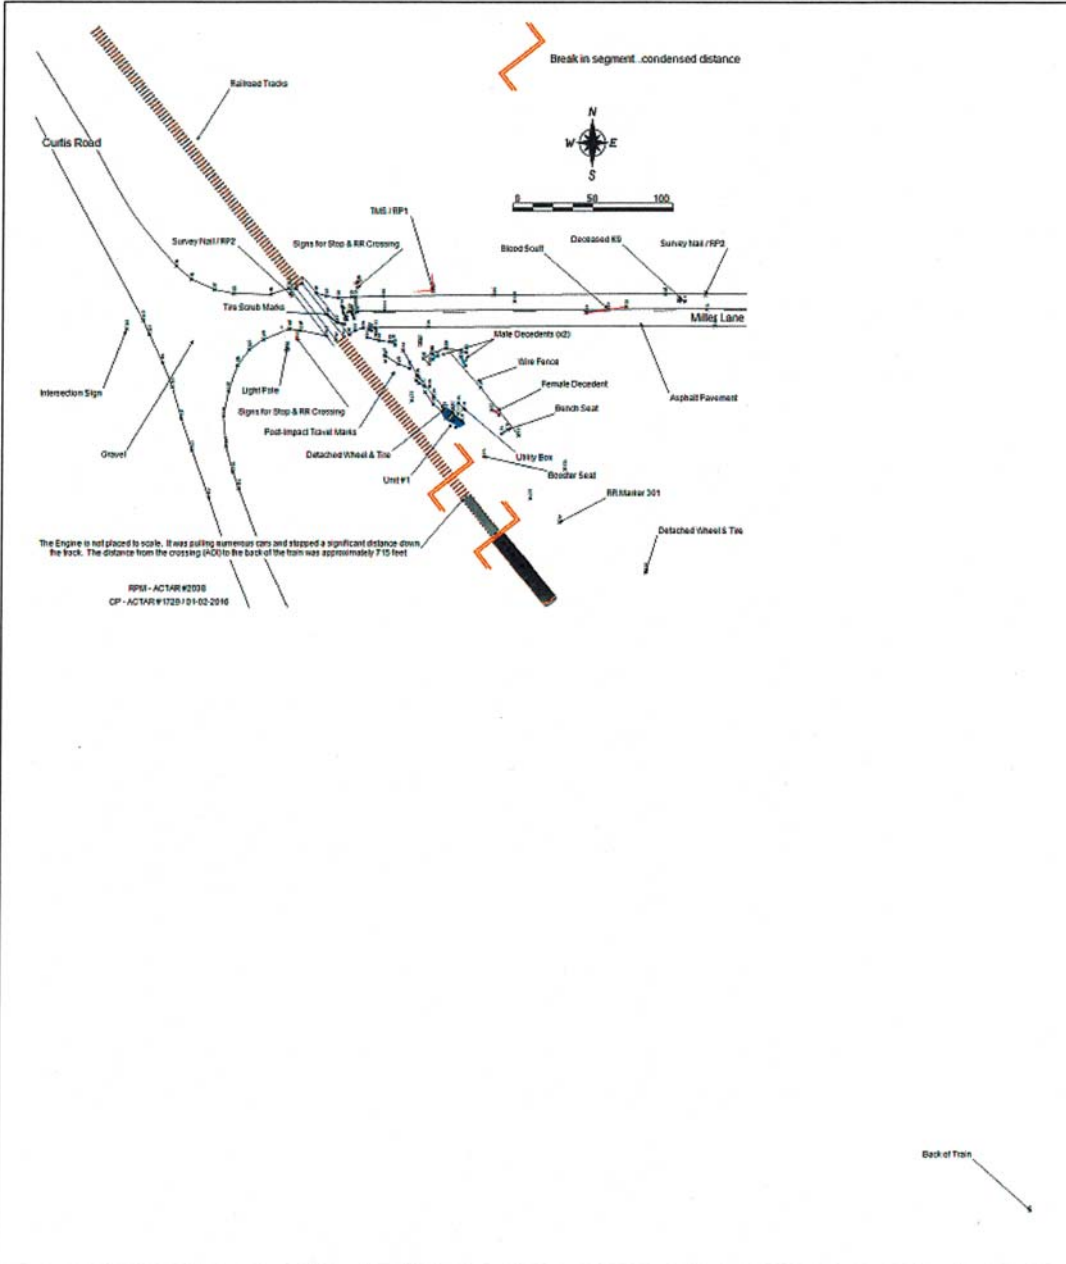 Break in segment...condensed distance
Railroad Tracks
Curtis Road
N
W E
S
0 50 100
TMS / RP1
Survey Nail / RP2
Signs for Stop & RR Crossing
Blood Scuff
Deceased K9
Survey Nail / RP3
Tire Scrub Marks
Miller Lane
Male Decedents (x2)
Wire Fence
Intersection Sign
Light Pole
Female Decedent
Asphalt Pavement
Signs for Stop & RR Crossing
Bench Seat
Post-Impact Travel Marks
Gravel
Detached Wheel & Tire
Utility Box
Unit #1
Booster Seat
RR Marker 301
Detached Wheel & Tire
The Engine is not placed to scale. It was pulling numerous cars and stopped a significant distance down
the track. The distance from the crossing (AOI) to the back of the train was approximately 715 feet
RPM - ACTAR #2038
CP - ACTAR #1729 / 01-02-2016
Back of Train